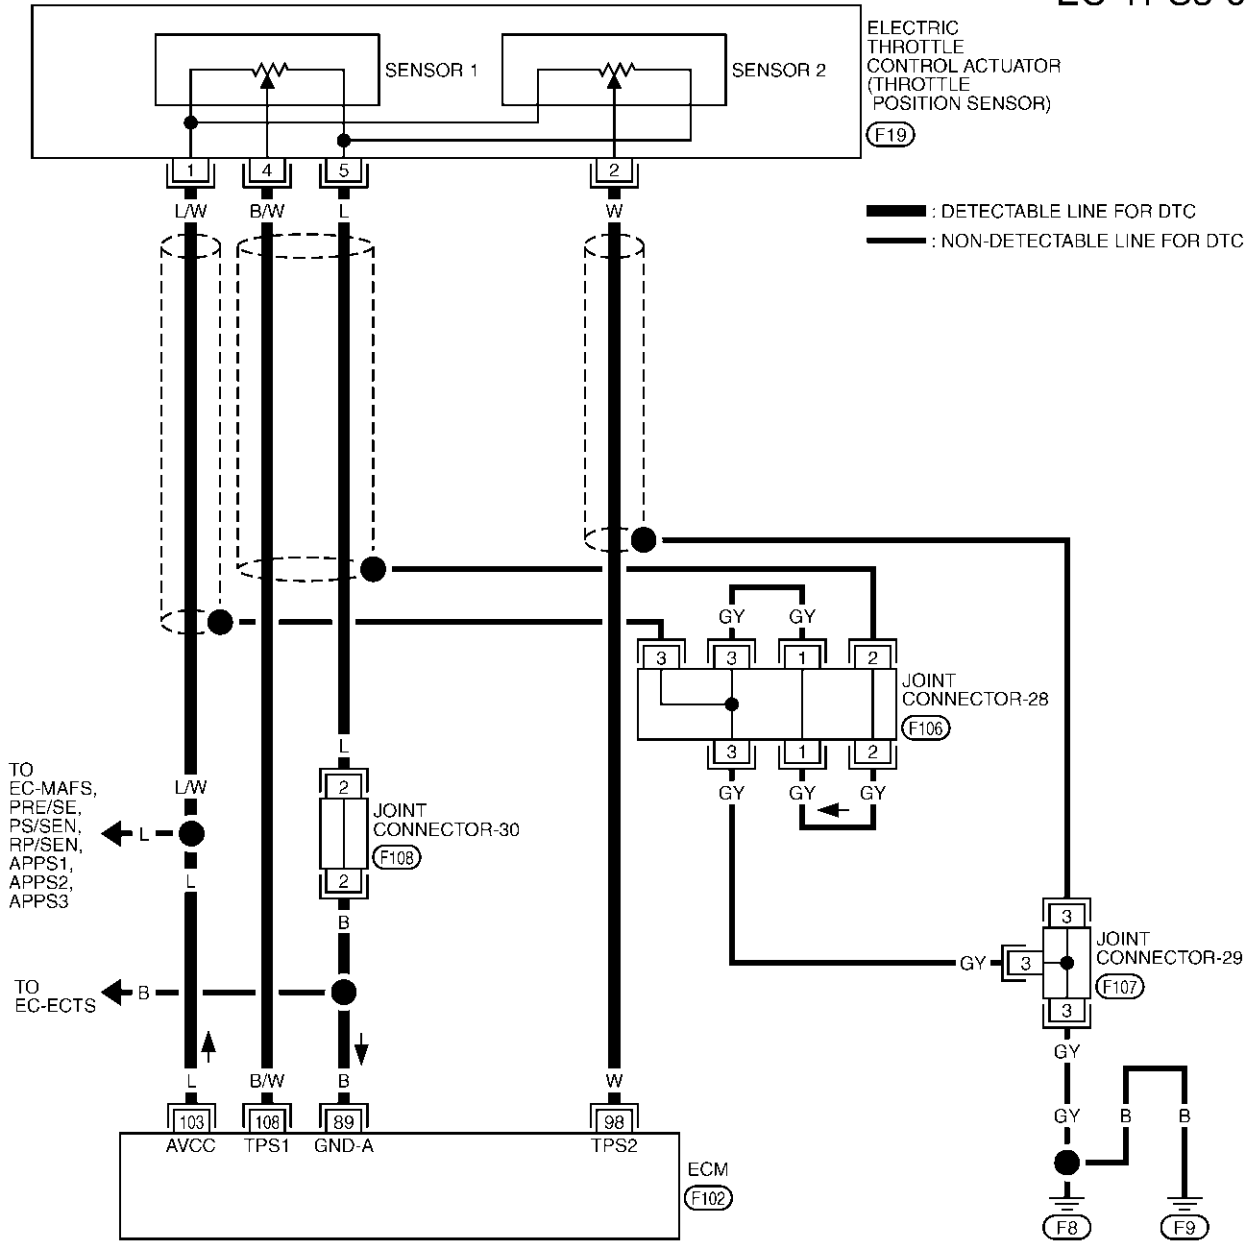 ELECTRIC
THROTTLE
CONTROL ACTUATOR
(THROTTLE
POSITION SENSOR)
F19
SENSOR 1
SENSOR 2
1 4 5 2
L/W B/W L W
: DETECTABLE LINE FOR DTC
: NON-DETECTABLE LINE FOR DTC
GY GY
3 3 1 2
JOINT
CONNECTOR-28
F106
3 1 2
GY GY GY
L
TO
EC-MAFS,
PRE/SE,
PS/SEN,
RP/SEN,
APPS1,
APPS2,
APPS3
L/W
L
L
2
JOINT
CONNECTOR-30
F108
2
B
3
JOINT
CONNECTOR-29
F107
GY 3
3
TO
EC-ECTS
B
GY
L B/W B W
GY B B
103 108 89 98
AVCC TPS1 GND-A TPS2
ECM
F102
F8 F9